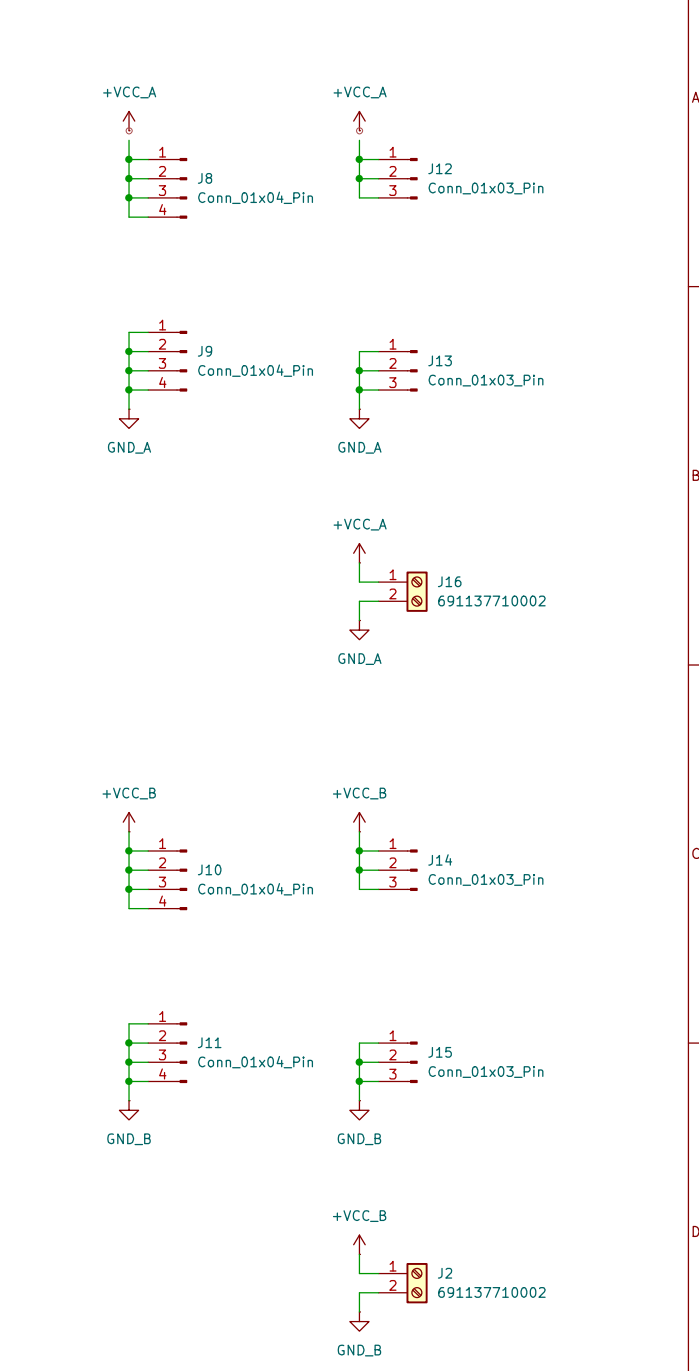 +VCC_A
1
2
3
4
J8
Conn_01x04_Pin
+VCC_A
1
2
3
J12
Conn_01x03_Pin
A
1
2
3
4
J9
Conn_01x04_Pin
GND_A
1
2
3
J13
Conn_01x03_Pin
GND_A
B
+VCC_A
1
2
J16
691137710002
GND_A
+VCC_B
1
2
3
4
J10
Conn_01x04_Pin
+VCC_B
1
2
3
J14
Conn_01x03_Pin
C
1
2
3
4
J11
Conn_01x04_Pin
GND_B
1
2
3
J15
Conn_01x03_Pin
GND_B
+VCC_B
D
1
2
J2
691137710002
GND_B